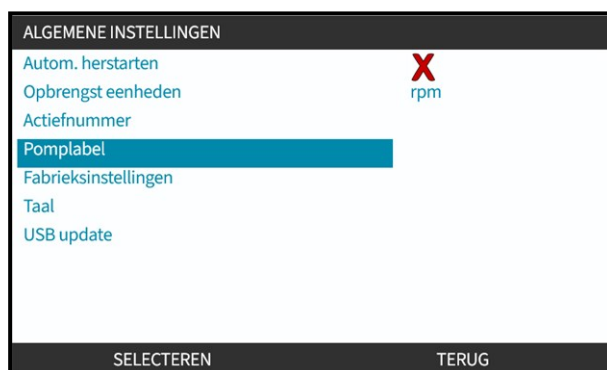 ALGEMENE INSTELLINGEN
Autom. herstarten X
Opbrengst eenheden rpm
Actiefnummer
Pomplabel
Fabrieksinstellingen
Taal
USB update
SELECTEREN TERUG